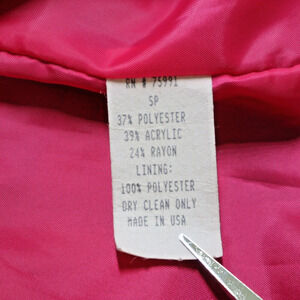 RN # 75991
SP
37% POLYESTER
39% ACRYLIC
24% RAYON
LINING:
100% POLYESTER
DRY CLEAN ONLY
MADE IN USA